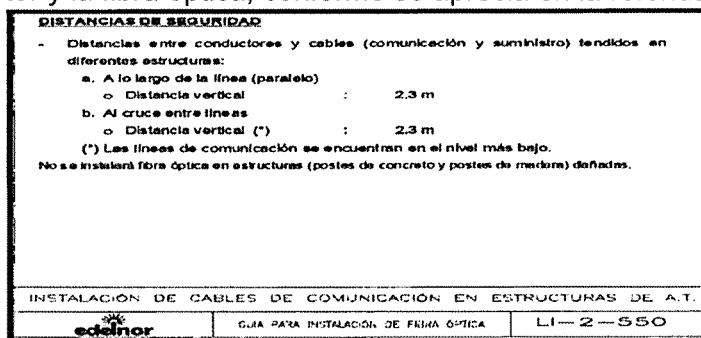 DISTANCIAS DE SEGURIDAD
- Distancias entre conductores y cables (comunicación y suministro) tendidos en
diferentes estructuras:
a. A lo largo de la línea (paralelo)
o Distancia vertical : 2,3 m
b. Al cruce entre líneas
o Distancia vertical (*) : 2,3 m
(*) Las líneas de comunicación se encuentran en el nivel más bajo.
No se instalará fibra óptica en estructuras (postes de concreto y postes de madera) dañadas.
INSTALACIÓN DE CABLES DE COMUNICACIÓN EN ESTRUCTURAS DE A.T.
edelnor GUIA PARA INSTALACIÓN DE FIBRA OPTICA LI-2-550